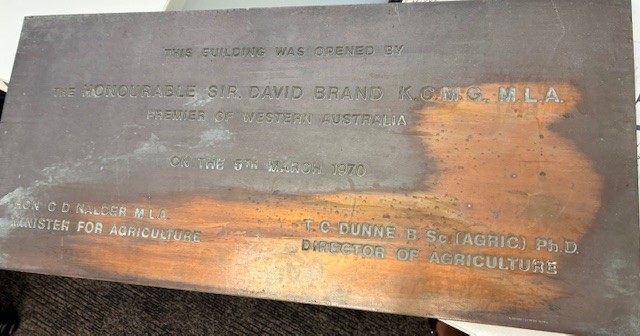 THIS BUILDING WAS OPENED BY
THE HONOURABLE SIR. DAVID BRAND K.C.M.G. M.L.A.
PREMIER OF WESTERN AUSTRALIA
ON THE 5TH MARCH 1970
HON C D NALDER M.L.A.
MINISTER FOR AGRICULTURE
T. C. DUNNE B. Sc (AGRIC) Ph.D.
DIRECTOR OF AGRICULTURE